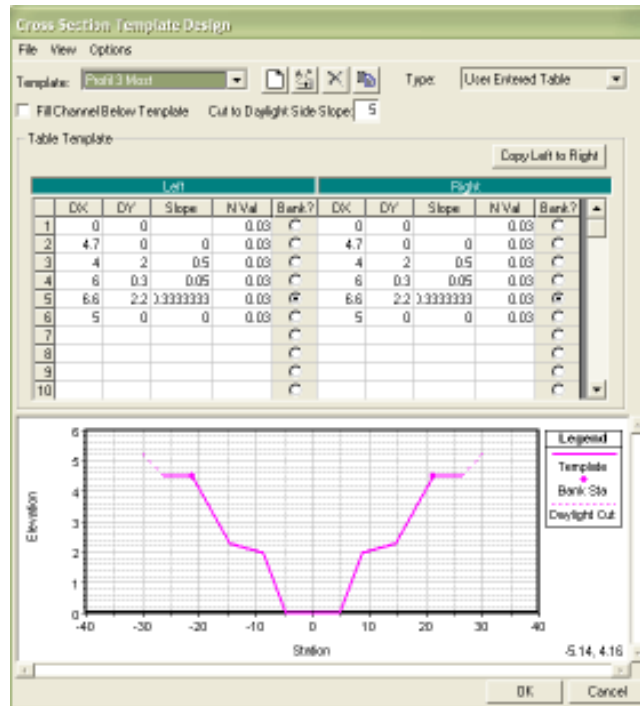 Cross Section Template Design
File View Options
Template: Profil 3 Most Type: User Entered Table
Fill Channel Below Template Cut to Daylight Side Slope: 5
Table Template
Copy Left to Right
Left Right
DX DY Slope N Val Bank? DX DY Slope N Val Bank?
1 0 0 0.03 0 0 0.03
2 4.7 0 0 0.03 4.7 0 0 0.03
3 4 2 0.5 0.03 4 2 0.5 0.03
4 6 0.3 0.05 0.03 6 0.3 0.05 0.03
5 6.6 2.2 0.3333333 0.03 6.6 2.2 0.3333333 0.03
6 5 0 0 0.03 5 0 0 0.03
7
8
9
10
6
5
4
3
2
1
0
Elevation
-40 -30 -20 -10 0 10 20 30 40
Station
Legend
Template
Bank Sta
Daylight Cut
-5.14, 4.16
OK Cancel